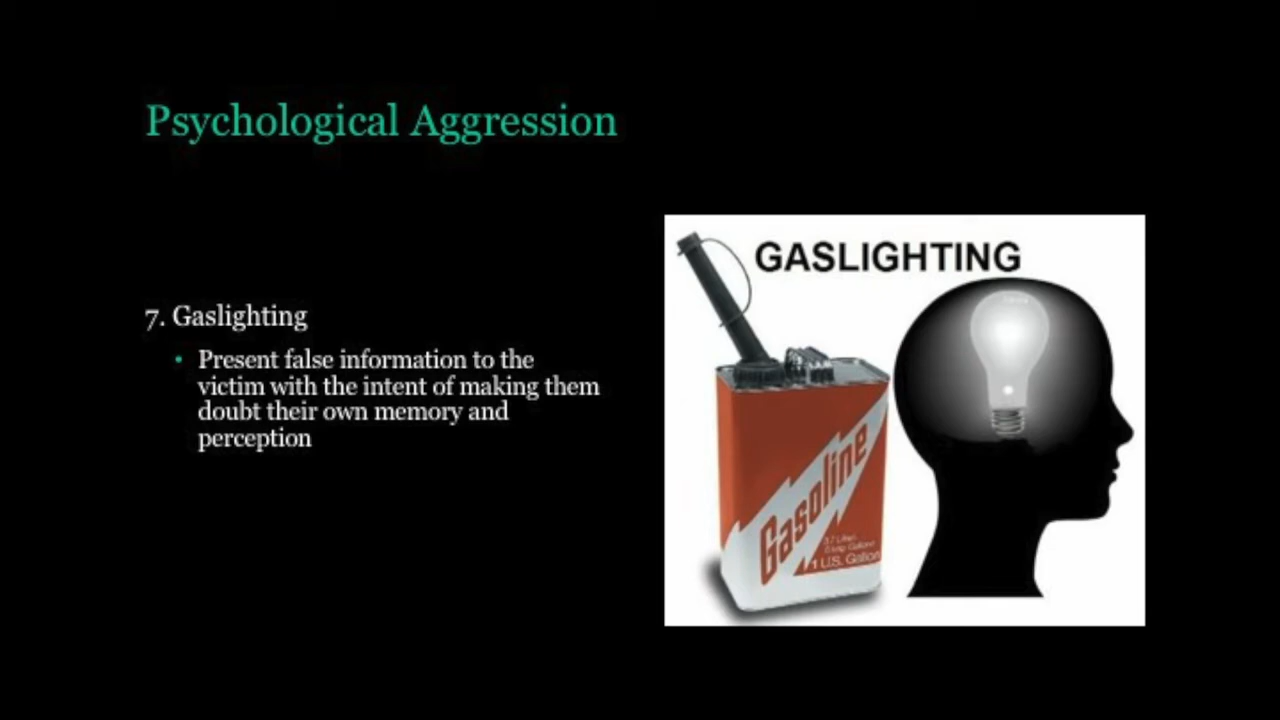 Psychological Aggression
7. Gaslighting
• Present false information to the
victim with the intent of making them
doubt their own memory and
perception
GASLIGHTING
Gasoline
1 U.S. Gallon